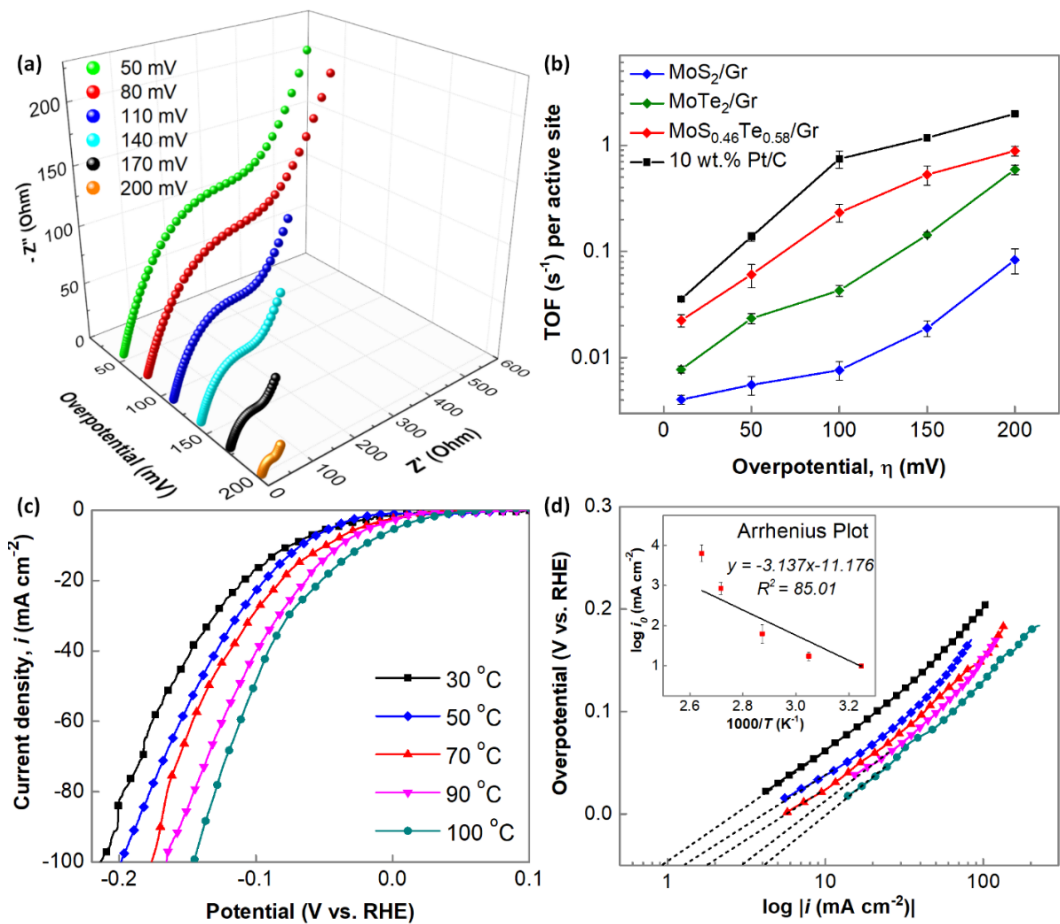 (a)
50 mV
80 mV
110 mV
140 mV
170 mV
200 mV
-Z'' (Ohm)
200
150
100
50
0
50
100
150
200
Overpotential (mV)
0
100
200
300
400
500
600
Z' (Ohm)
(b)
MoS2/Gr
MoTe2/Gr
MoS0.46Te0.58/Gr
10 wt.% Pt/C
TOF (s-1) per active site
1
0.1
0.01
0
50
100
150
200
Overpotential, η (mV)
(c)
Current density, i (mA cm-2)
0
-20
-40
-60
-80
-100
30 °C
50 °C
70 °C
90 °C
100 °C
-0.2
-0.1
0.0
0.1
Potential (V vs. RHE)
(d)
Overpotential (V vs. RHE)
0.3
0.2
0.1
0.0
Arrhenius Plot
y = -3.137x-11.176
R2 = 85.01
log i0 (mA cm-2)
4
3
2
1
2.6
2.8
3.0
3.2
1000/T (K-1)
1
10
100
log |i (mA cm-2)|